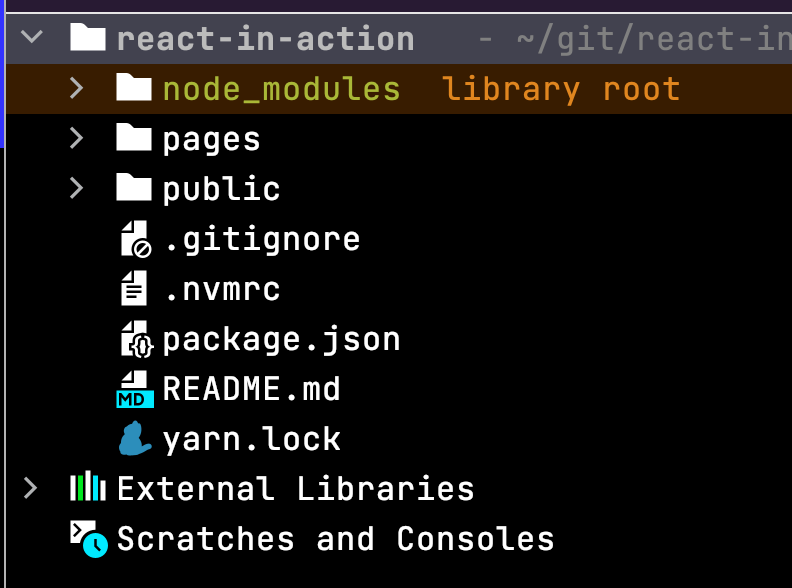 react-in-action - ~/git/react-in
node_modules library root
pages
public
.gitignore
.nvmrc
package.json
MD README.md
yarn.lock
External Libraries
Scratches and Consoles